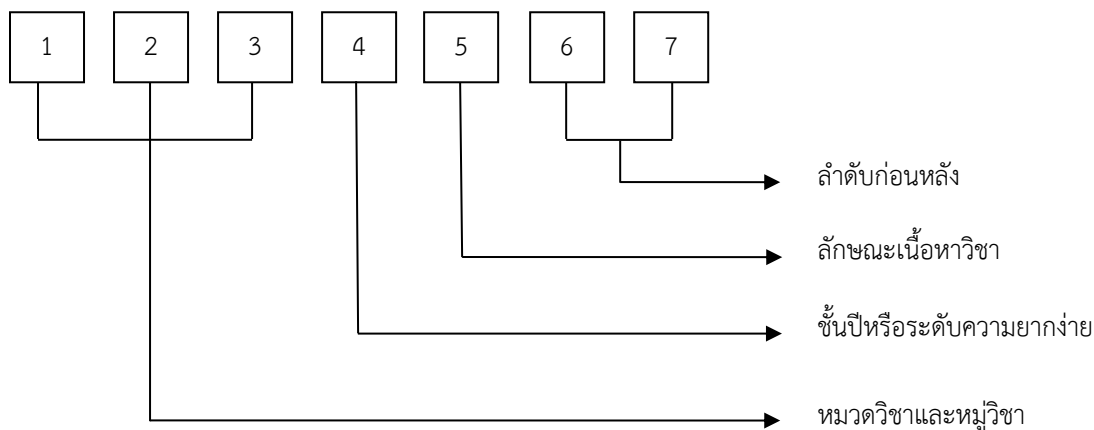 1 2 3 4 5 6 7
ลำดับก่อนหลัง
ลักษณะเนื้อหาวิชา
ชั้นปีหรือระดับความยากง่าย
หมวดวิชาและหมู่วิชา